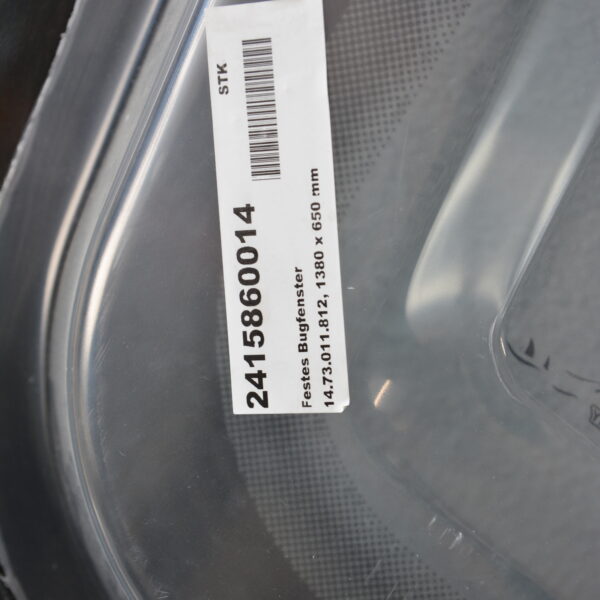 STK
2415860014
Festes Bugfenster
14.73.011.812, 1380 x 650 mm